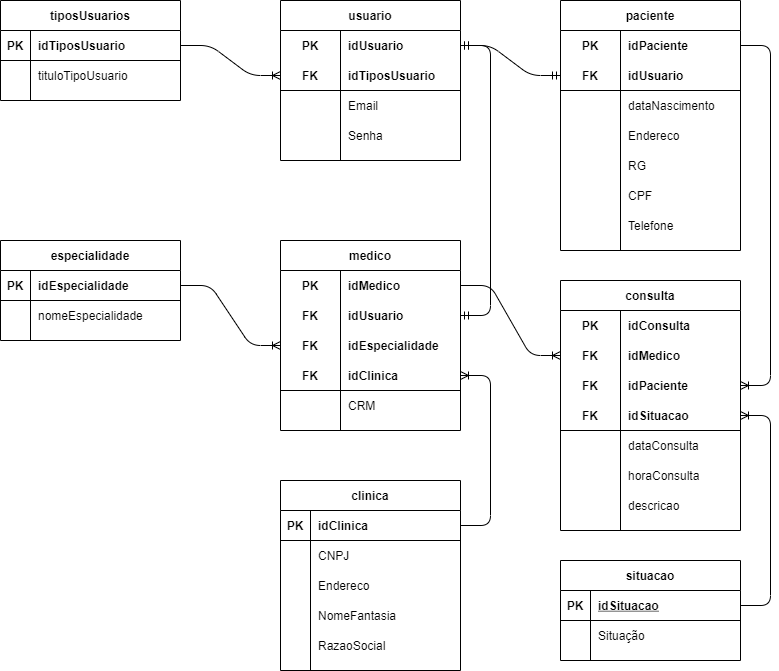 tiposUsuarios
PK idTiposUsuario
tituloTipoUsuario
usuario
PK idUsuario
FK idTiposUsuario
Email
Senha
paciente
PK idPaciente
FK idUsuario
dataNascimento
Endereco
RG
CPF
Telefone
especialidade
PK idEspecialidade
nomeEspecialidade
medico
PK idMedico
FK idUsuario
FK idEspecialidade
FK idClinica
CRM
consulta
PK idConsulta
FK idMedico
FK idPaciente
FK idSituacao
dataConsulta
horaConsulta
descricao
clinica
PK idClinica
CNPJ
Endereco
NomeFantasia
RazaoSocial
situacao
PK idSituacao
Situação